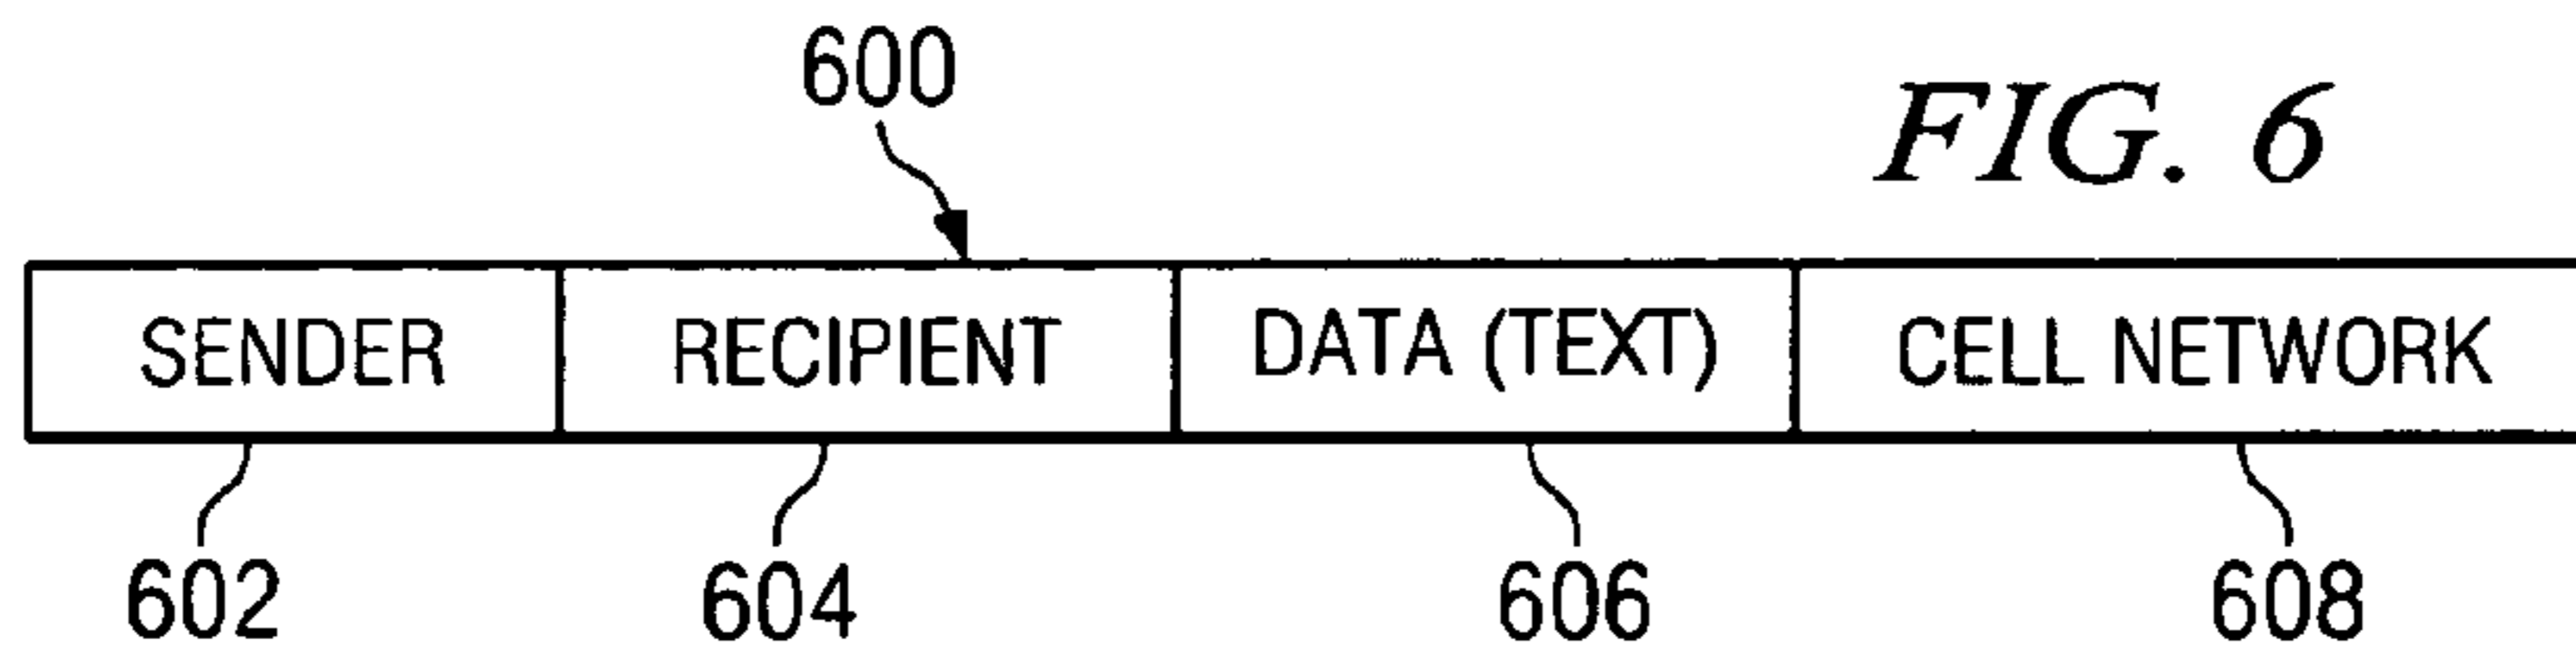 600
FIG. 6
SENDER RECIPIENT DATA (TEXT) CELL NETWORK
602 604 606 608